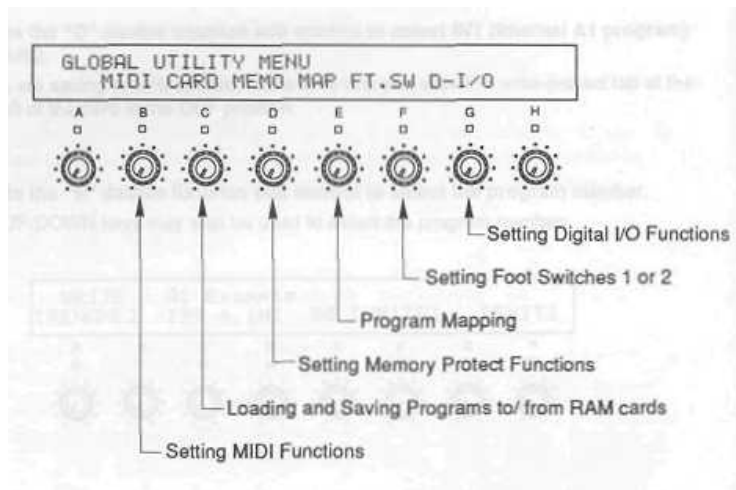 GLOBAL UTILITY MENU
MIDI CARD MEMO MAP FT.SW D-I/O
A B C D E F G H
Setting Digital I/O Functions
Setting Foot Switches 1 or 2
Program Mapping
Setting Memory Protect Functions
Loading and Saving Programs to/ from RAM cards
Setting MIDI Functions